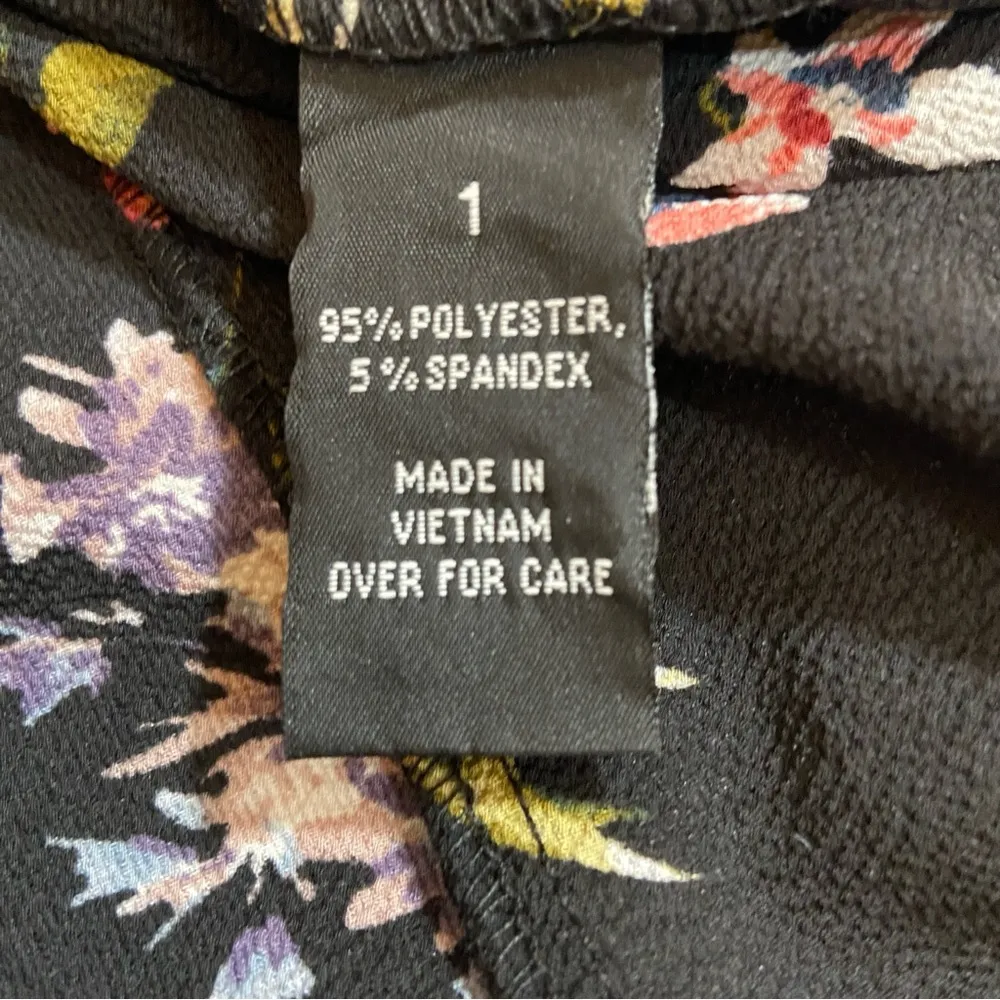 1
95% POLYESTER,
5% SPANDEX
MADE IN
VIETNAM
OVER FOR CARE